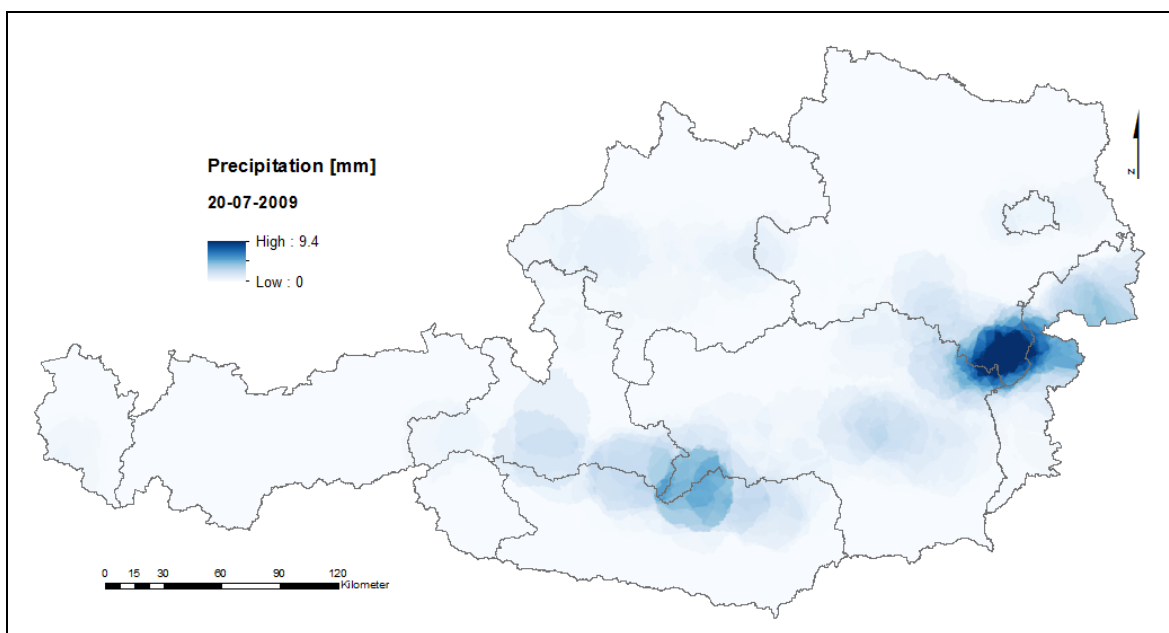 Precipitation [mm]
20-07-2009
High : 9.4
Low : 0
N
0 15 30 60 90 120
Kilometer